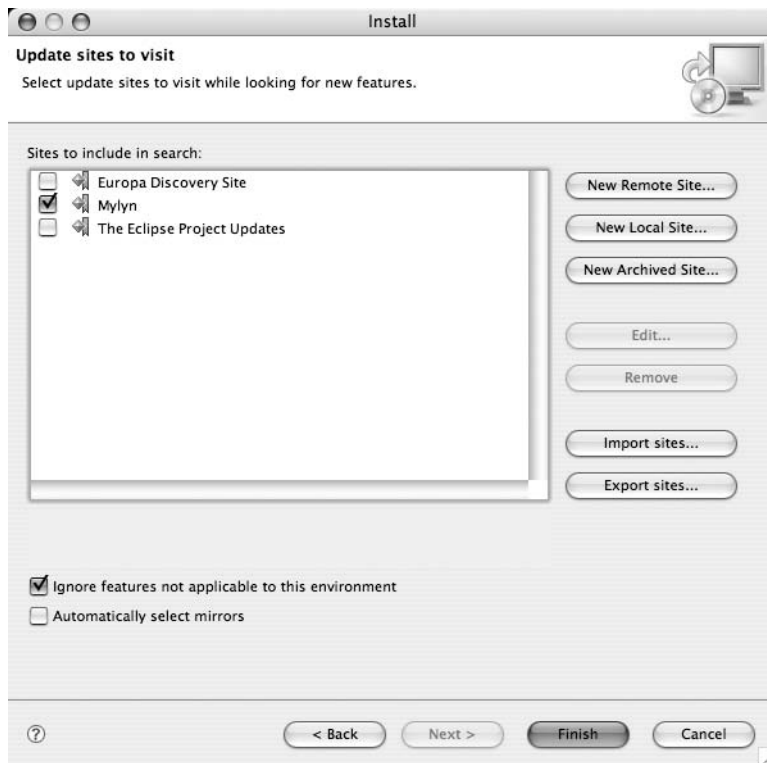 Install
Update sites to visit
Select update sites to visit while looking for new features.
Sites to include in search:
Europa Discovery Site
Mylyn
The Eclipse Project Updates
New Remote Site...
New Local Site...
New Archived Site...
Edit...
Remove
Import sites...
Export sites...
Ignore features not applicable to this environment
Automatically select mirrors
?
< Back
Next >
Finish
Cancel